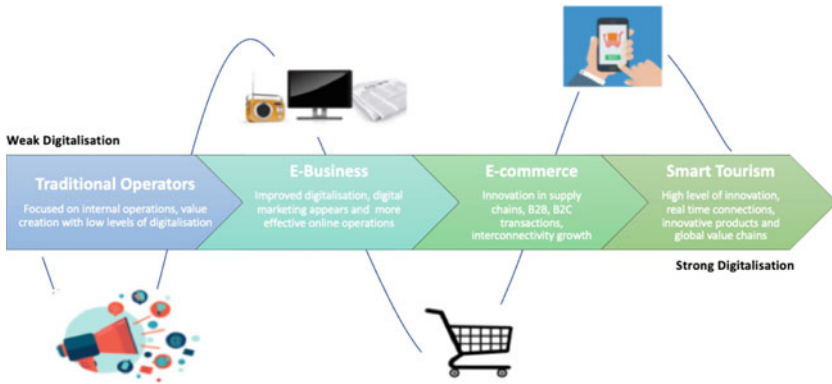 Weak Digitalisation
Traditional Operators
Focused on internal operations, value
creation with low levels of digitalisation
E-Business
Improved digitalisation, digital
marketing appears and more
effective online operations
E-commerce
Innovation in supply
chains, B2B, B2C
transactions,
interconnectivity growth
Smart Tourism
High level of innovation,
real time connections,
innovative products and
global value chains
Strong Digitalisation